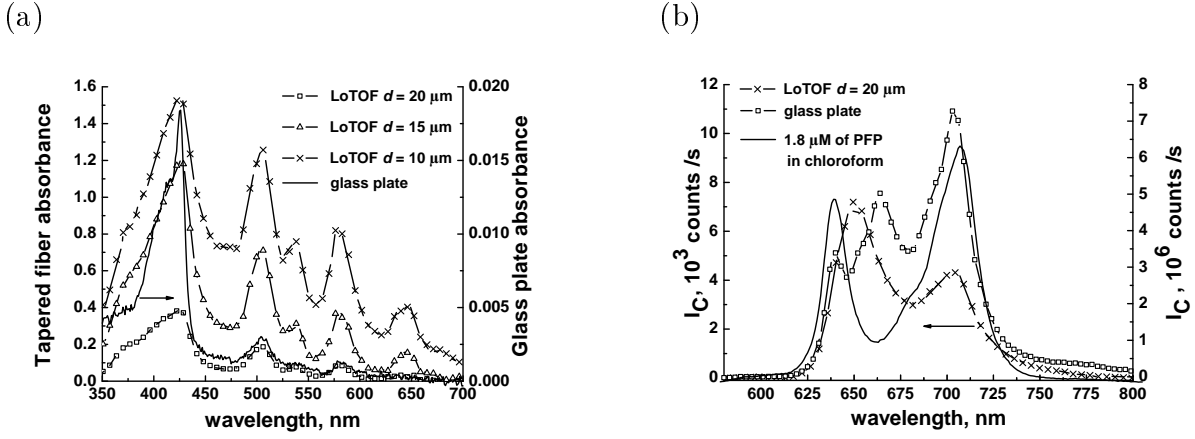 (a)
(b)
1.6
1.4
1.2
1.0
0.8
0.6
0.4
0.2
0.0
Tapered fiber absorbance
LoTOF d = 20 μm
LoTOF d = 15 μm
LoTOF d = 10 μm
glass plate
0.020
0.015
0.010
0.005
0.000
Glass plate absorbance
350 400 450 500 550 600 650 700
wavelength, nm
12
10
8
6
4
2
0
I_C, 10^3 counts /s
LoTOF d = 20 μm
glass plate
1.8 μM of PFP
in chloroform
8
7
6
5
4
3
2
1
0
I_C, 10^6 counts /s
600 625 650 675 700 725 750 775 800
wavelength, nm